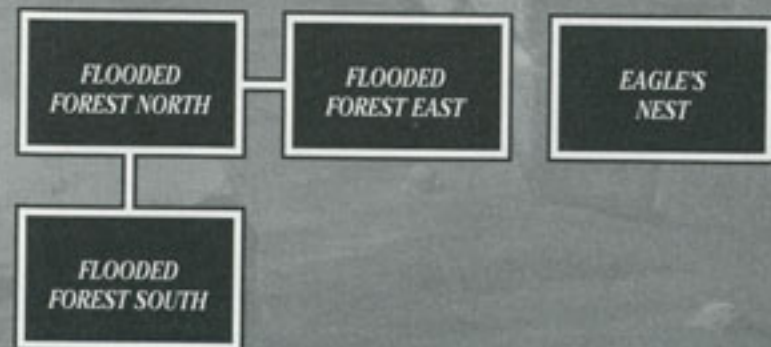 FLOODED
FOREST NORTH
FLOODED
FOREST EAST
EAGLE'S
NEST
FLOODED
FOREST SOUTH